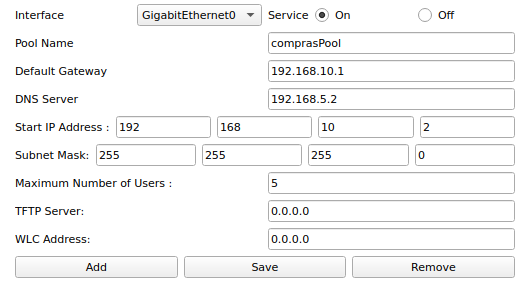 Interface GigabitEthernet0 Service On Off
Pool Name comprasPool
Default Gateway 192.168.10.1
DNS Server 192.168.5.2
Start IP Address : 192 168 10 2
Subnet Mask: 255 255 255 0
Maximum Number of Users : 5
TFTP Server: 0.0.0.0
WLC Address: 0.0.0.0
Add Save Remove